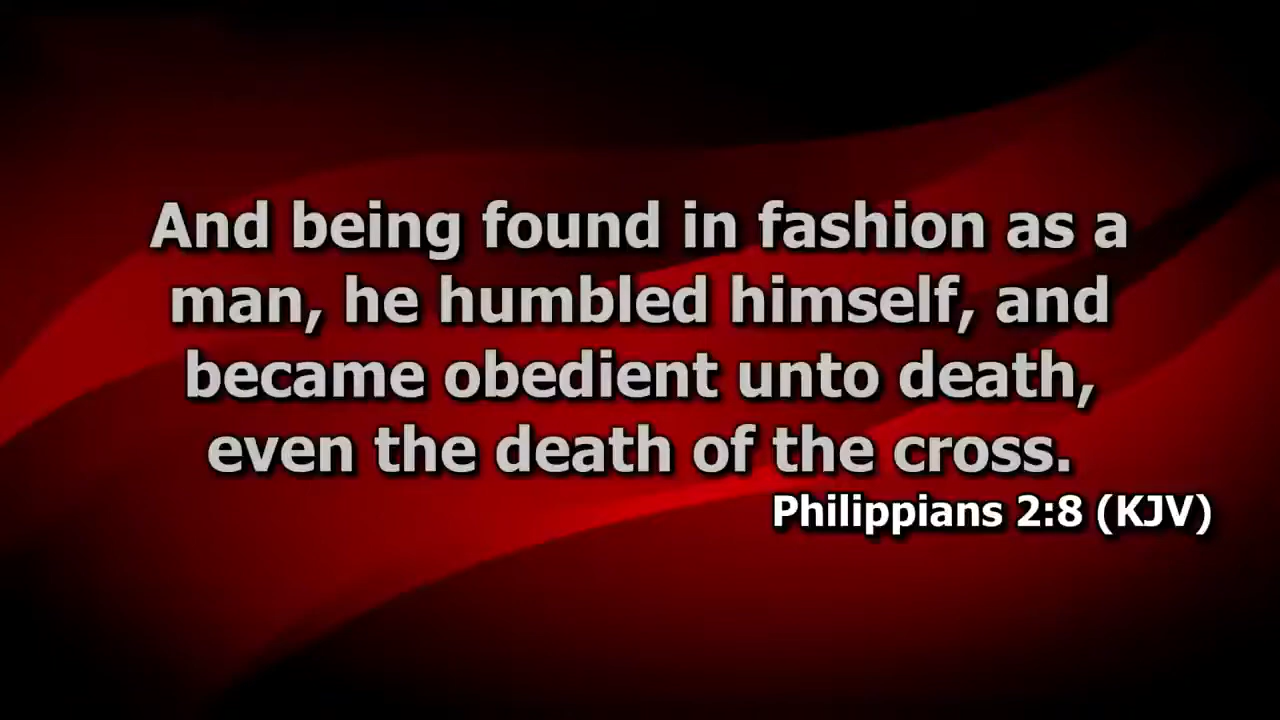 And being found in fashion as a
man, he humbled himself, and
became obedient unto death,
even the death of the cross.
Philippians 2:8 (KJV)